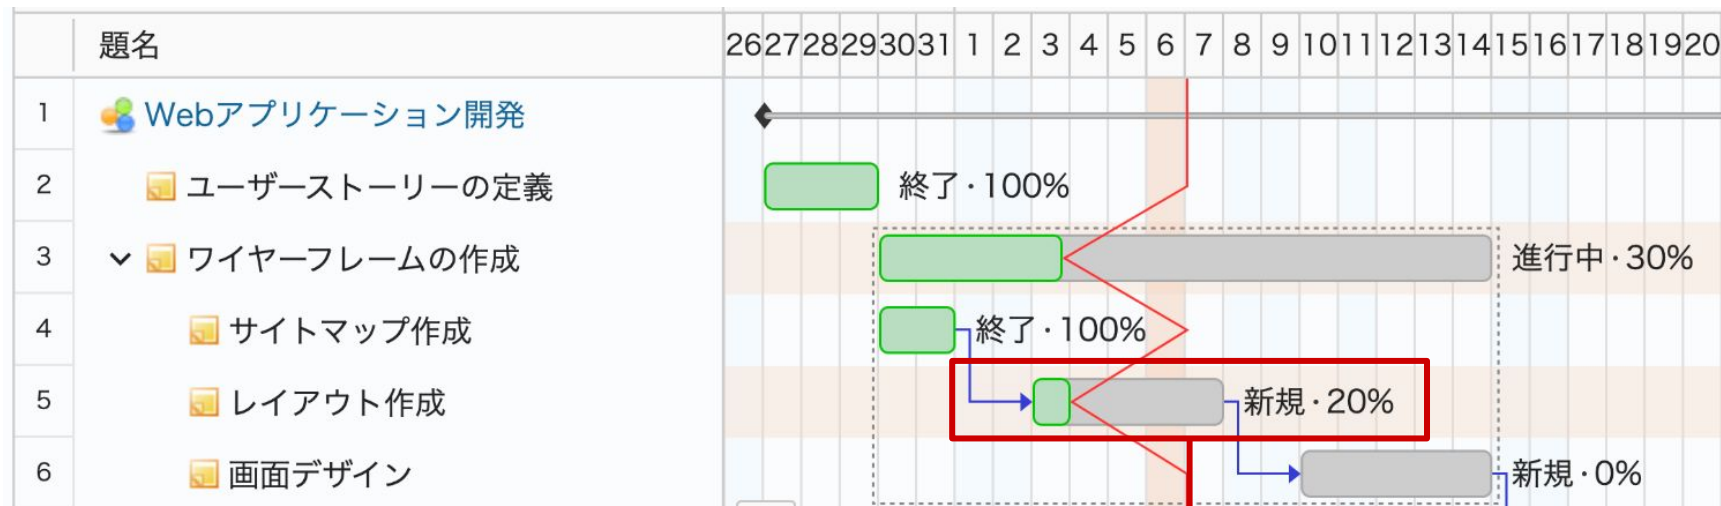 題名 26 27 28 29 30 31 1 2 3 4 5 6 7 8 9 10 11 12 13 14 15 16 17 18 19 20
1 Webアプリケーション開発
2 ユーザーストーリーの定義 終了・100%
3 ワイヤーフレームの作成 進行中・30%
4 サイトマップ作成 終了・100%
5 レイアウト作成 新規・20%
6 画面デザイン 新規・0%